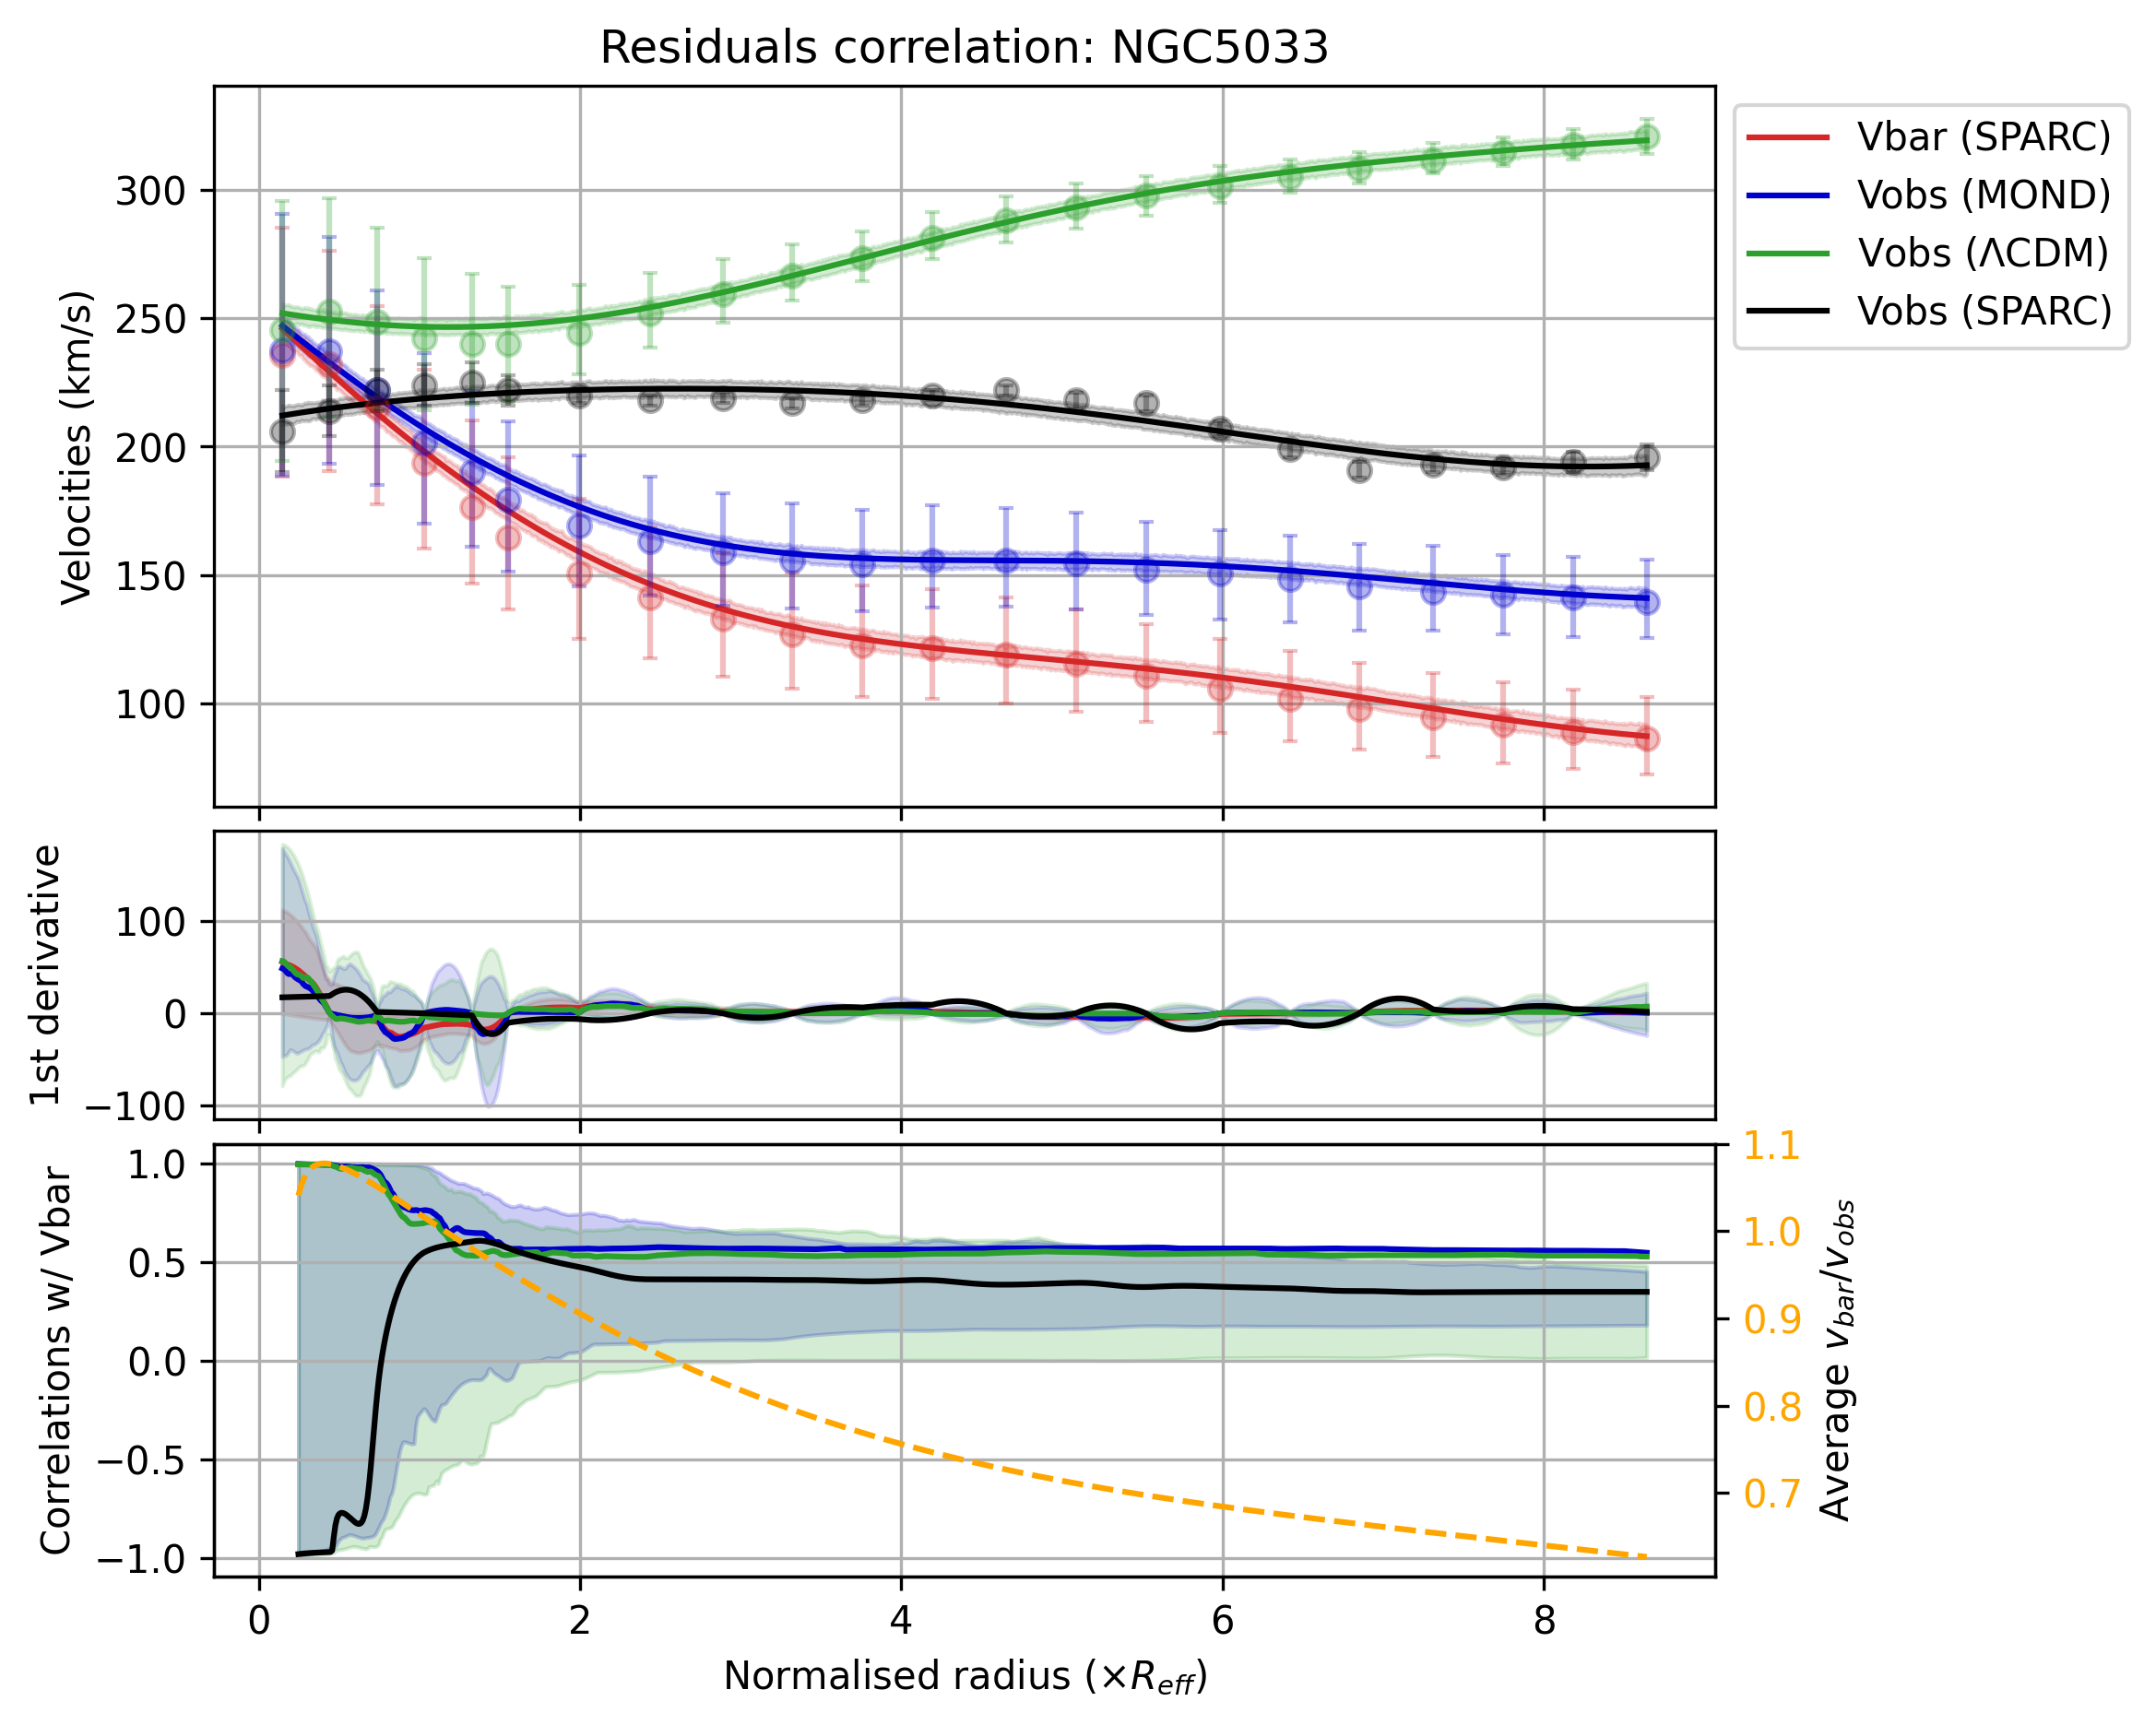 Residuals correlation: NGC5033
Vbar (SPARC)
Vobs (MOND)
Vobs (ΛCDM)
Vobs (SPARC)
Velocities (km/s)
300
250
200
150
100
1st derivative
100
0
−100
Correlations w/ Vbar
1.0
0.5
0.0
−0.5
−1.0
1.1
1.0
0.9
0.8
0.7
Average v_bar/v_obs
0 2 4 6 8
Normalised radius (×R_eff)